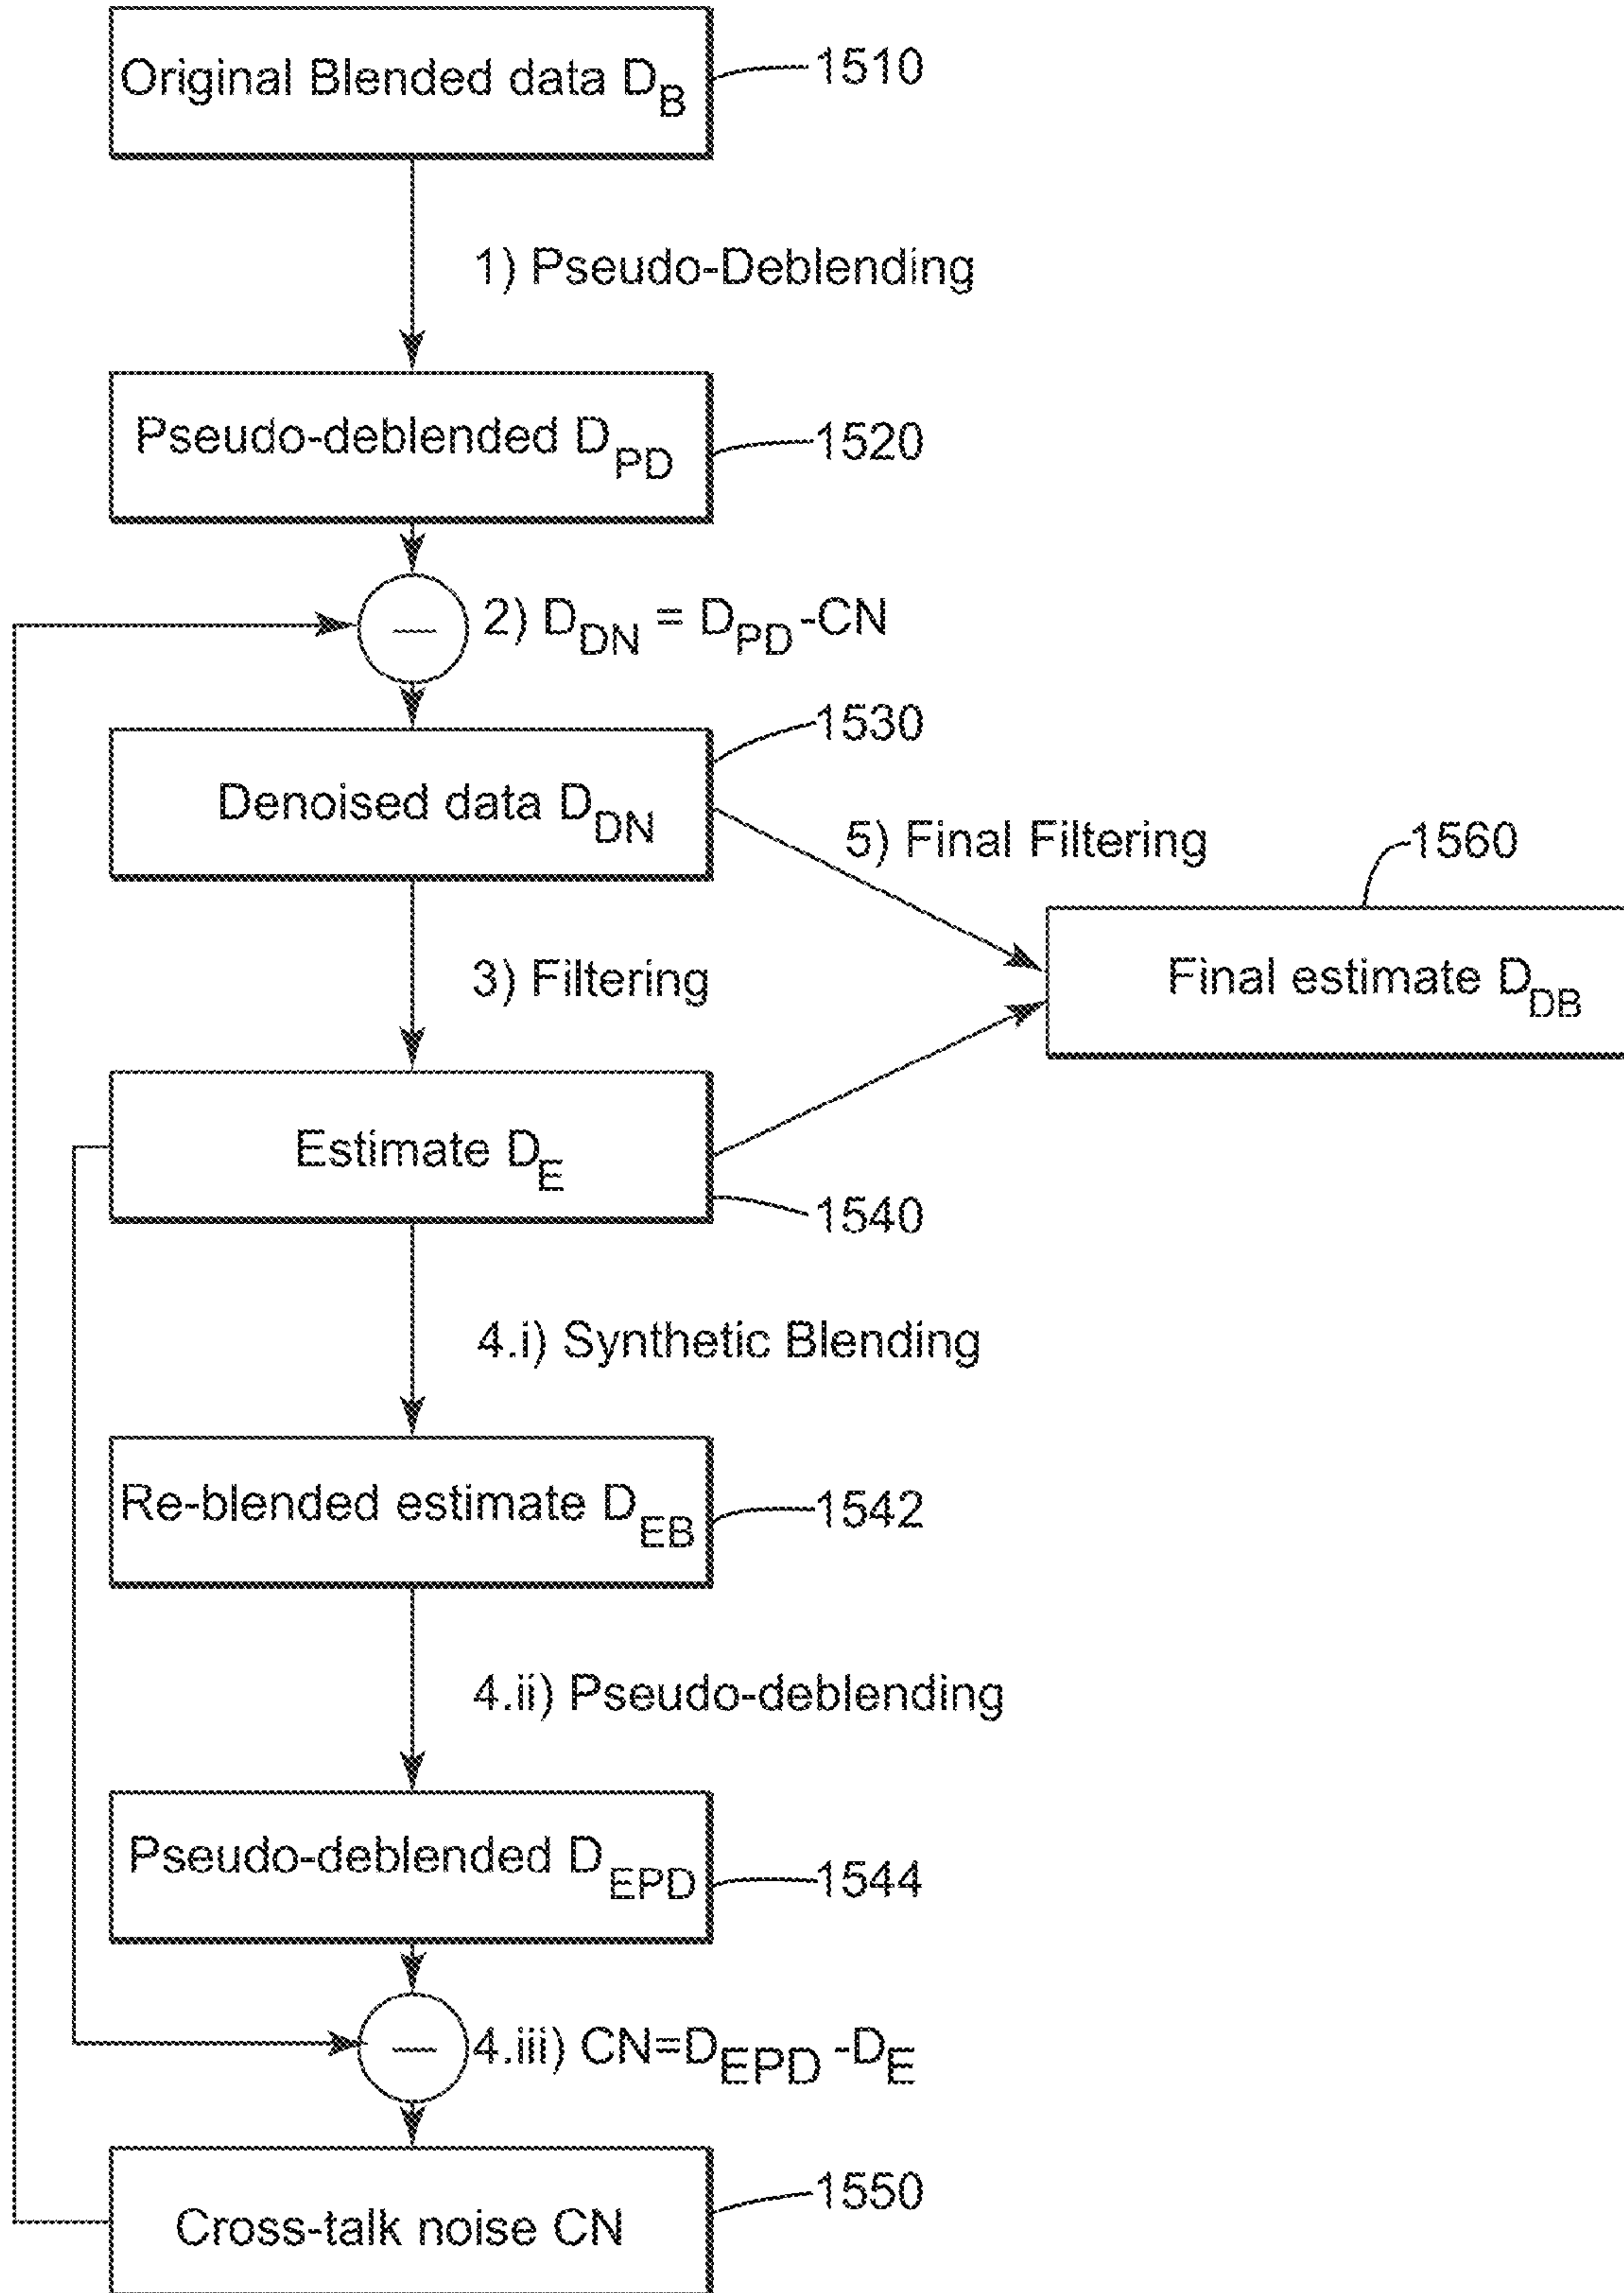 Original Blended data D_B
1510
1) Pseudo-Deblending
Pseudo-deblended D_PD
1520
2) D_DN = D_PD -CN
1530
Denoised data D_DN
5) Final Filtering
1560
Final estimate D_DB
3) Filtering
Estimate D_E
1540
4.i) Synthetic Blending
Re-blended estimate D_EB
1542
4.ii) Pseudo-deblending
Pseudo-deblended D_EPD
1544
4.iii) CN=D_EPD -D_E
1550
Cross-talk noise CN